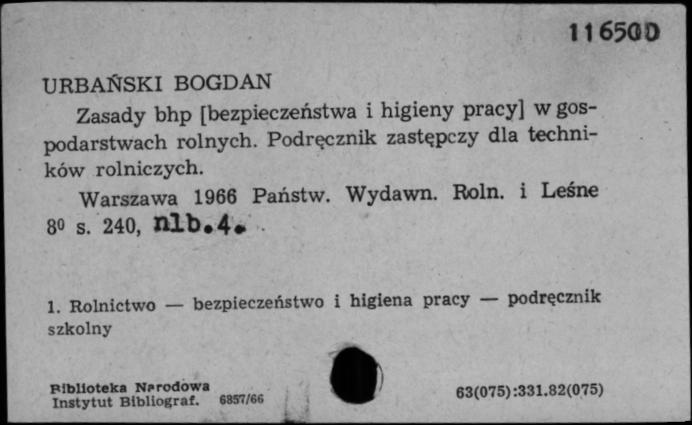 116500
URBAŃSKI BOGDAN
Zasady bhp [bezpieczeństwa i higieny pracy] w gos-
podarstwach rolnych. Podręcznik zastępczy dla techni-
ków rolniczych.
Warszawa 1966 Państw. Wydawn. Roln. i Leśne
8⁰ s. 240, nlb.4.
1. Rolnictwo — bezpieczeństwo i higiena pracy — podręcznik
szkolny
Biblioteka Narodowa
Instytut Bibliograf. 6857/66
63(075):331.82(075)